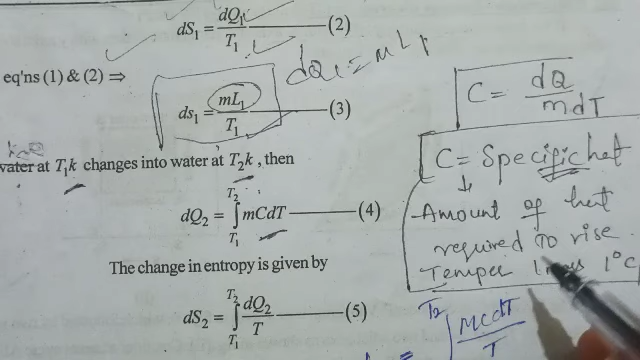 dS₁ = dQ₁/T₁ ———(2)
dQ₁ = mL₁
eq'ns (1) & (2) ⇒
ds₁ = mL₁/T₁ ———(3)
C = dQ/mdT
water at T₁k changes into water at T₂k, then
C = Specific heat
dQ₂ = ∫_{T₁}^{T₂} mCdT ———(4)
Amount of heat
required to rise
The change in entropy is given by
1°C
dS₂ = ∫_{T₁}^{T₂} dQ₂/T ———(5)
T₂
= ∫ MCdT/T